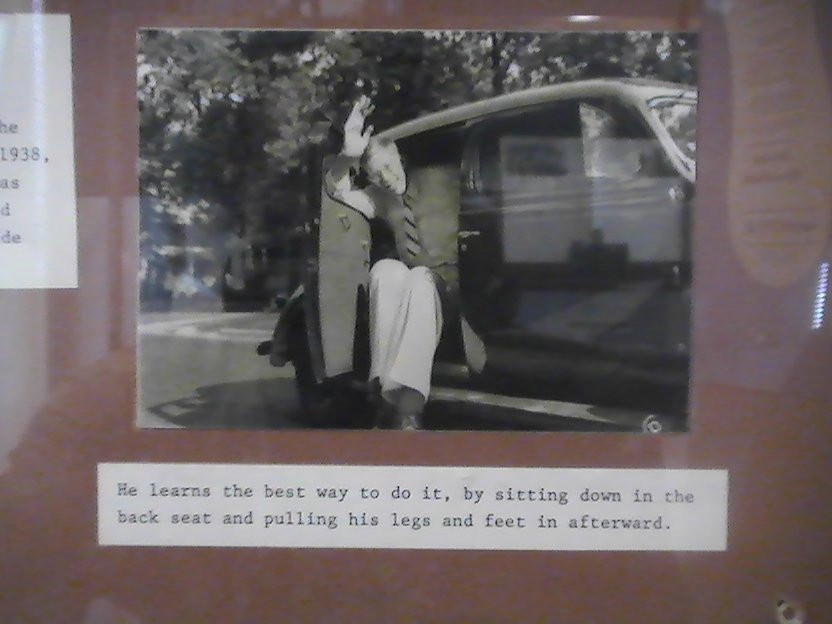 he
1938,
as
d
de
He learns the best way to do it, by sitting down in the
back seat and pulling his legs and feet in afterward.